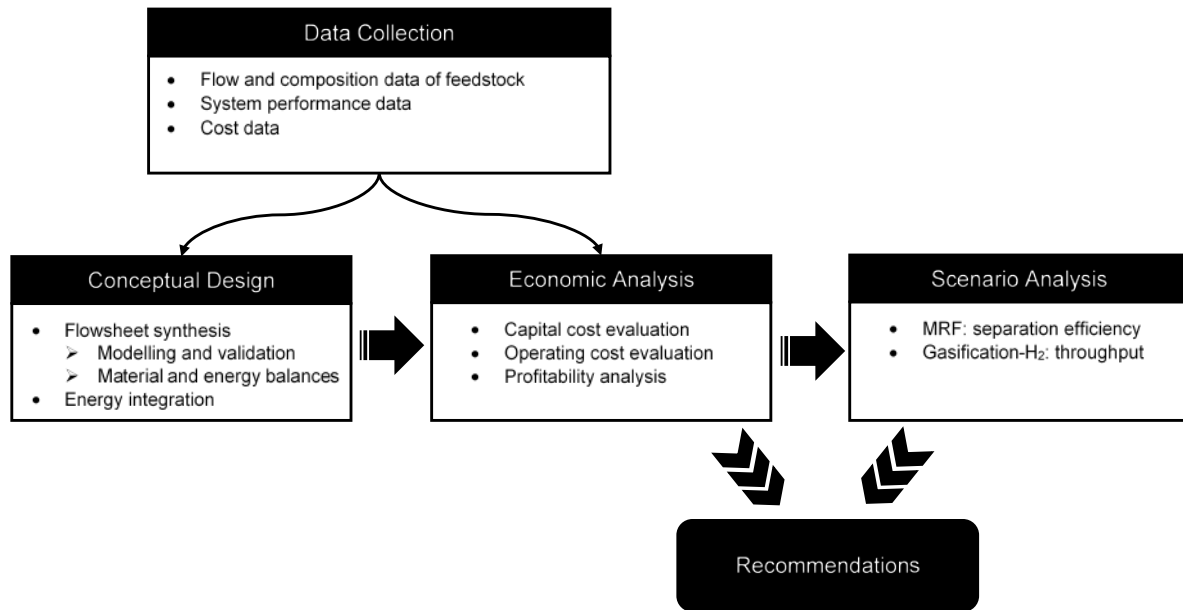 Data Collection
• Flow and composition data of feedstock
• System performance data
• Cost data
Conceptual Design
• Flowsheet synthesis
➢ Modelling and validation
➢ Material and energy balances
• Energy integration
Economic Analysis
• Capital cost evaluation
• Operating cost evaluation
• Profitability analysis
Scenario Analysis
• MRF: separation efficiency
• Gasification-H₂: throughput
Recommendations